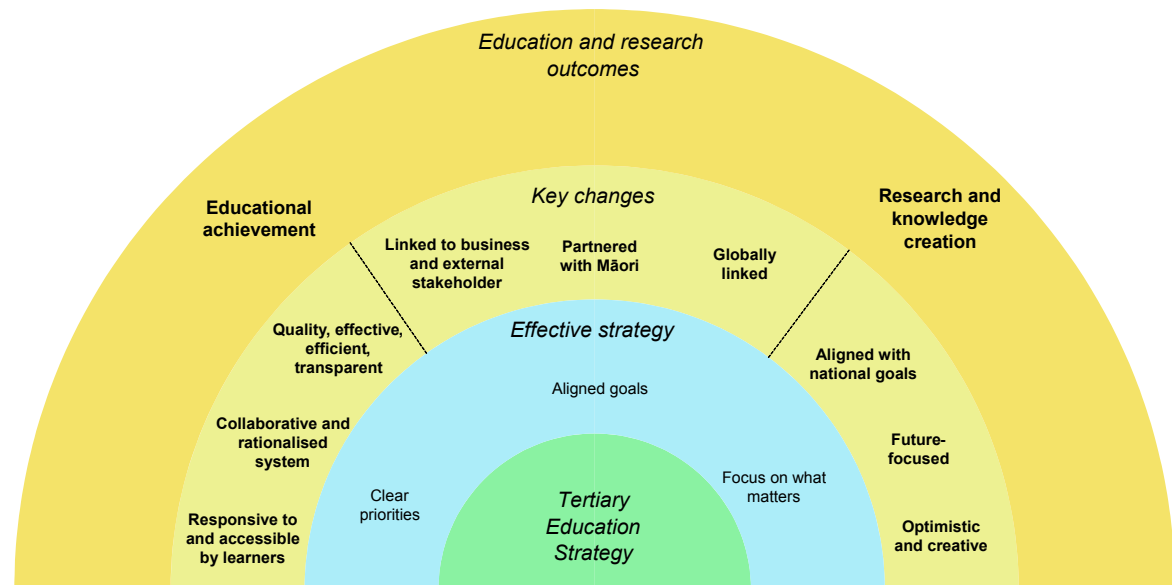 Education and research
outcomes
Educational
achievement
Research and
knowledge
creation
Key changes
Linked to business
and external
stakeholder
Partnered
with Māori
Globally
linked
Quality, effective,
efficient,
transparent
Collaborative and
rationalised
system
Responsive to
and accessible
by learners
Aligned with
national goals
Future-
focused
Optimistic
and creative
Effective strategy
Aligned goals
Clear
priorities
Focus on what
matters
Tertiary
Education
Strategy